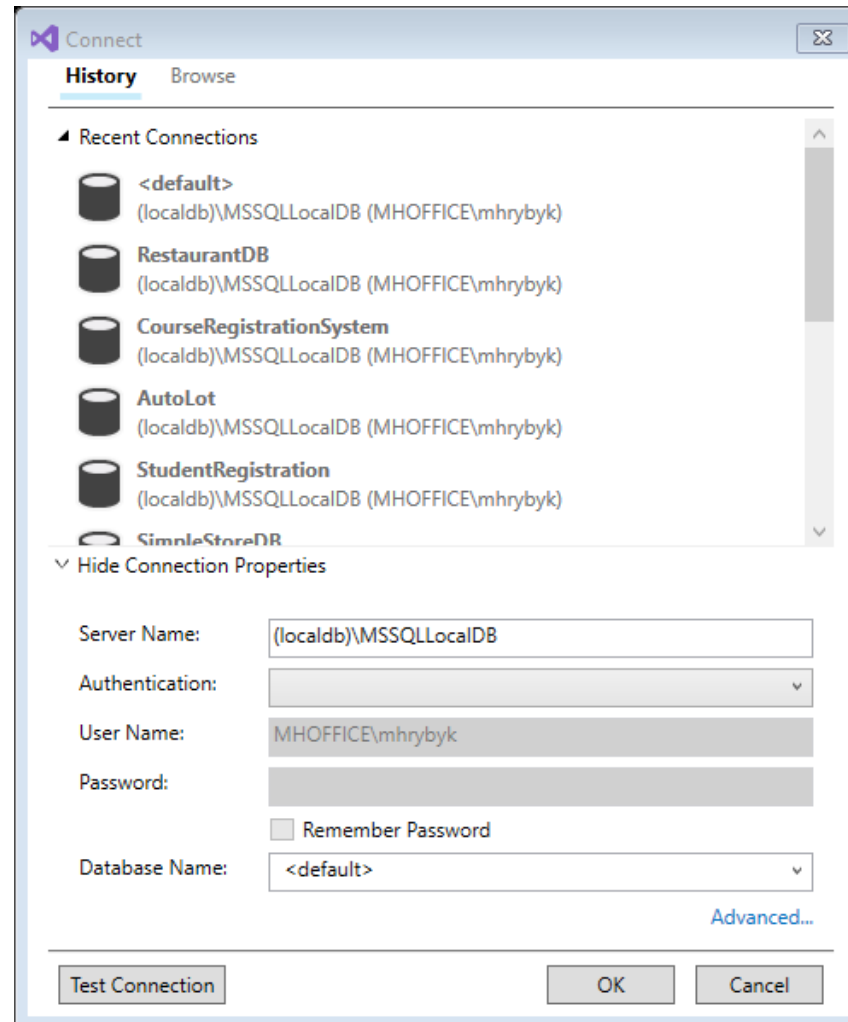 Connect
History Browse
Recent Connections
<default>
(localdb)\MSSQLLocalDB (MHOFFICE\mhrybyk)
RestaurantDB
(localdb)\MSSQLLocalDB (MHOFFICE\mhrybyk)
CourseRegistrationSystem
(localdb)\MSSQLLocalDB (MHOFFICE\mhrybyk)
AutoLot
(localdb)\MSSQLLocalDB (MHOFFICE\mhrybyk)
StudentRegistration
(localdb)\MSSQLLocalDB (MHOFFICE\mhrybyk)
SimpleStoreDB
Hide Connection Properties
Server Name: (localdb)\MSSQLLocalDB
Authentication:
User Name: MHOFFICE\mhrybyk
Password:
Remember Password
Database Name: <default>
Advanced...
Test Connection OK Cancel